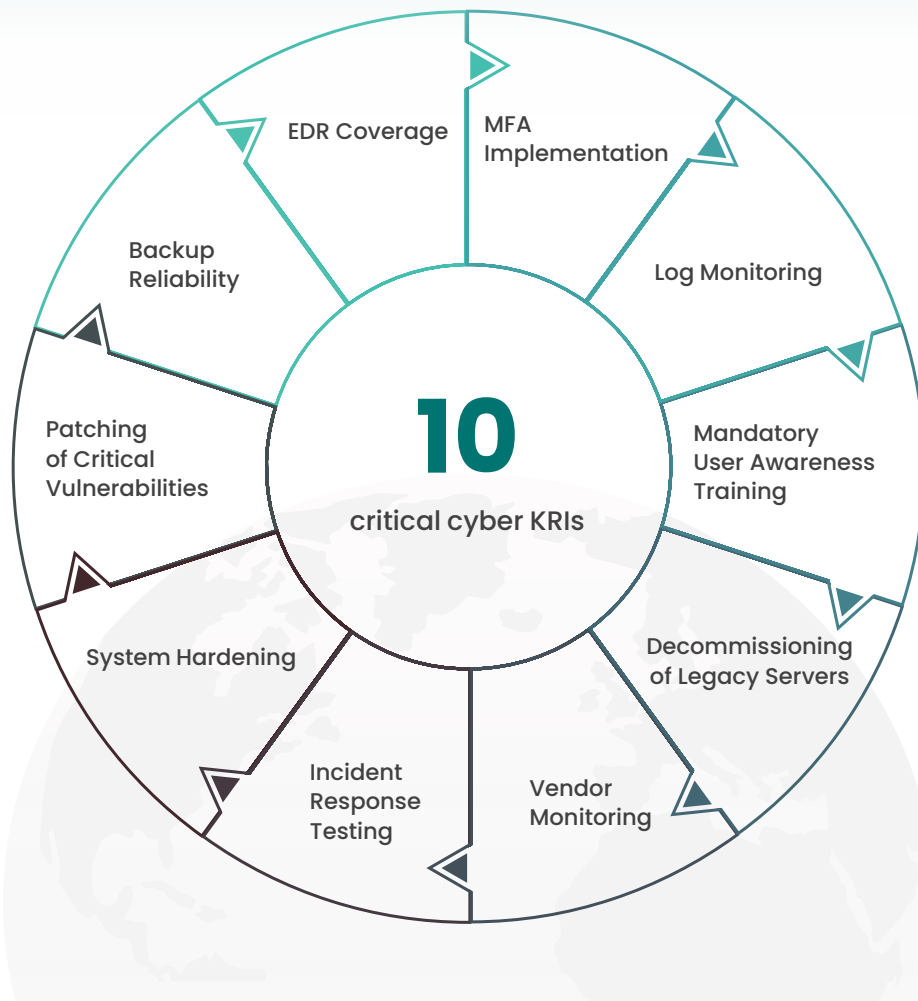 EDR Coverage
MFA
Implementation
Log Monitoring
Mandatory
User Awareness
Training
Decommissioning
of Legacy Servers
Vendor
Monitoring
Incident
Response
Testing
System Hardening
Patching
of Critical
Vulnerabilities
Backup
Reliability
10
critical cyber KRIs